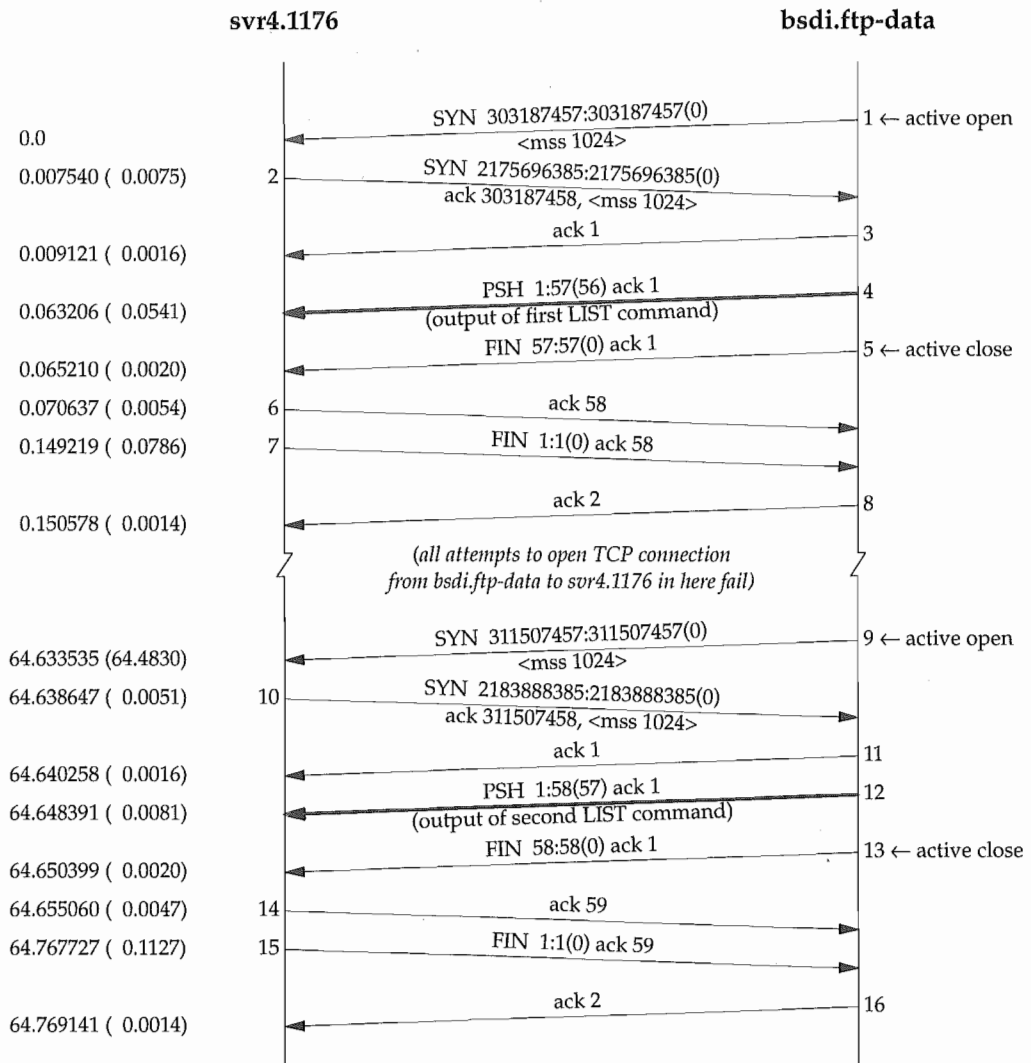 svr4.1176 bsdi.ftp-data
SYN 303187457:303187457(0) 1 ← active open
0.0 <mss 1024>
0.007540 ( 0.0075) 2 SYN 2175696385:2175696385(0)
ack 303187458, <mss 1024>
ack 1 3
0.009121 ( 0.0016)
PSH 1:57(56) ack 1 4
0.063206 ( 0.0541) (output of first LIST command)
FIN 57:57(0) ack 1 5 ← active close
0.065210 ( 0.0020)
0.070637 ( 0.0054) 6 ack 58
0.149219 ( 0.0786) 7 FIN 1:1(0) ack 58
ack 2 8
0.150578 ( 0.0014)
(all attempts to open TCP connection
from bsdi.ftp-data to svr4.1176 in here fail)
SYN 311507457:311507457(0) 9 ← active open
64.633535 (64.4830) <mss 1024>
64.638647 ( 0.0051) 10 SYN 2183888385:2183888385(0)
ack 311507458, <mss 1024>
ack 1 11
64.640258 ( 0.0016)
PSH 1:58(57) ack 1 12
64.648391 ( 0.0081) (output of second LIST command)
FIN 58:58(0) ack 1 13 ← active close
64.650399 ( 0.0020)
64.655060 ( 0.0047) 14 ack 59
64.767727 ( 0.1127) 15 FIN 1:1(0) ack 59
ack 2 16
64.769141 ( 0.0014)